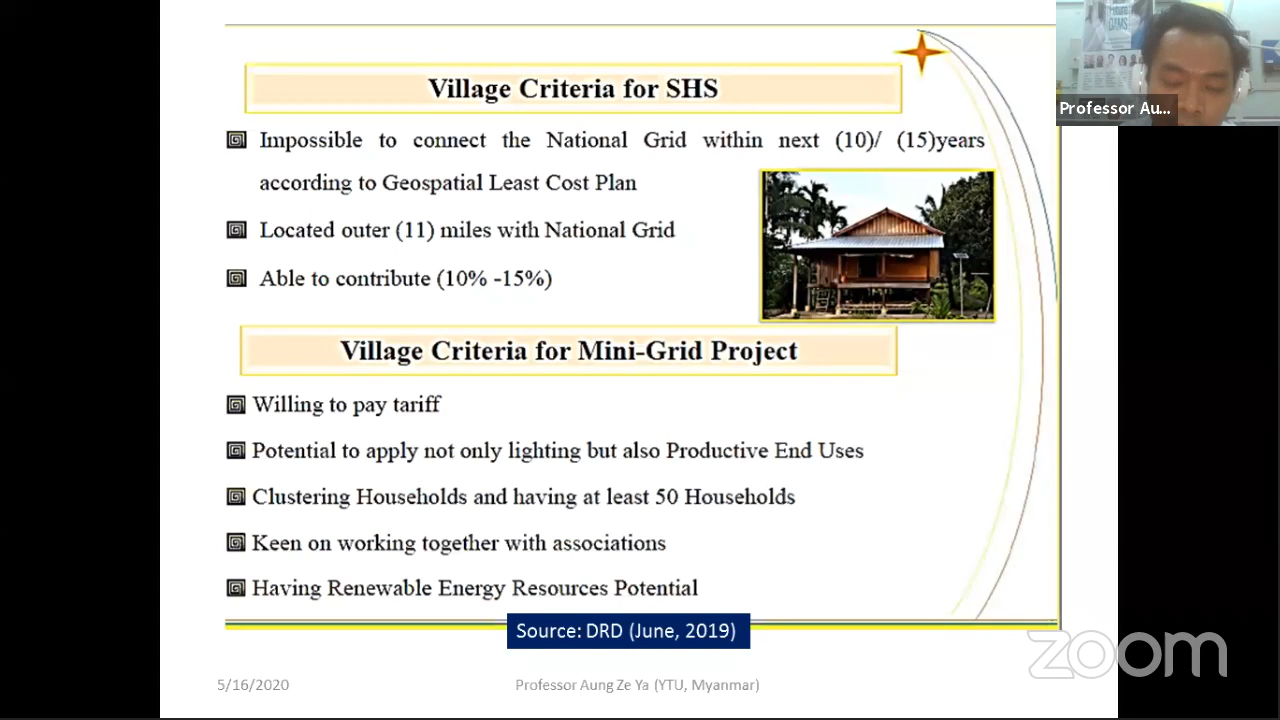 Village Criteria for SHS
Impossible to connect the National Grid within next (10)/ (15)years
according to Geospatial Least Cost Plan
Located outer (11) miles with National Grid
Able to contribute (10% -15%)
Village Criteria for Mini-Grid Project
Willing to pay tariff
Potential to apply not only lighting but also Productive End Uses
Clustering Households and having at least 50 Households
Keen on working together with associations
Having Renewable Energy Resources Potential
Source: DRD (June, 2019)
5/16/2020
Professor Aung Ze Ya (YTU, Myanmar)
Professor Au...
zoom